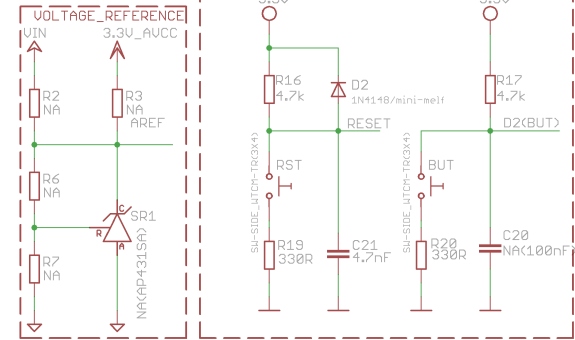 VOLTAGE_REFERENCE
VIN
3.3V_AVCC
R2
NA
R3
NA
AREF
R6
NA
C
SR1
R
A
NA(AP431SA)
R7
NA
R16
4.7k
D2
1N4148/mini-melf
RESET
RST
SW-SIDE_WTCM-TR(3X4)
R19
330R
C21
4.7nF
R17
4.7k
D2(BUT)
BUT
SW-SIDE_WTCM-TR(3X4)
R20
330R
C20
NA(100nF)